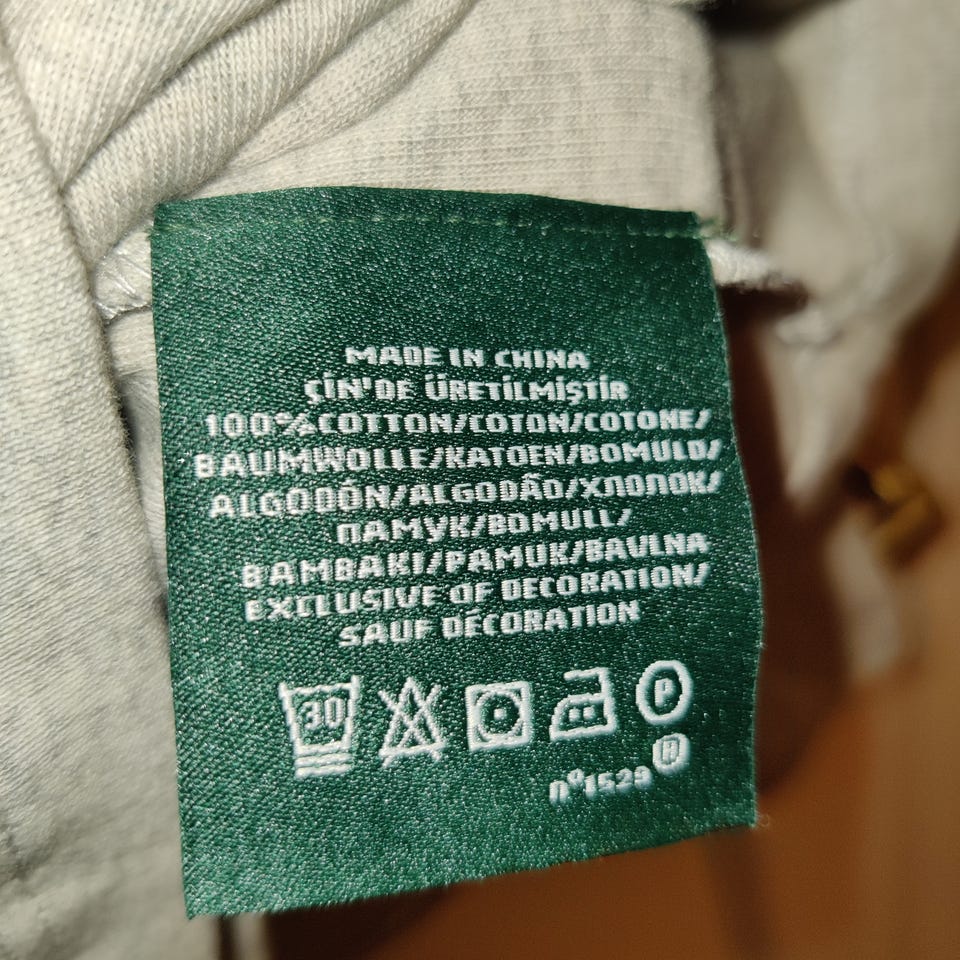 MADE IN CHINA
ÇİN'DE ÜRETİLMİŞTİR
100%COTTON/COTON/COTONE/
BAUMWOLLE/KATOEN/BOMULD/
ALGODÓN/ALGODÃO/ХЛОПОК/
ПАМУК/BOMULL/
BAMBAKI/PAMUK/BAVLNA
EXCLUSIVE OF DECORATION/
SAUF DÉCORATION
30 P
nº1529 ®